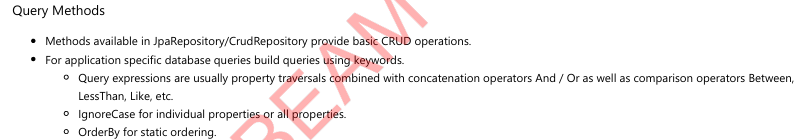 Query Methods
• Methods available in JpaRepository/CrudRepository provide basic CRUD operations.
• For application specific database queries build queries using keywords.
○ Query expressions are usually property traversals combined with concatenation operators And / Or as well as comparison operators Between,
LessThan, Like, etc.
○ IgnoreCase for individual properties or all properties.
○ OrderBy for static ordering.
BEAM